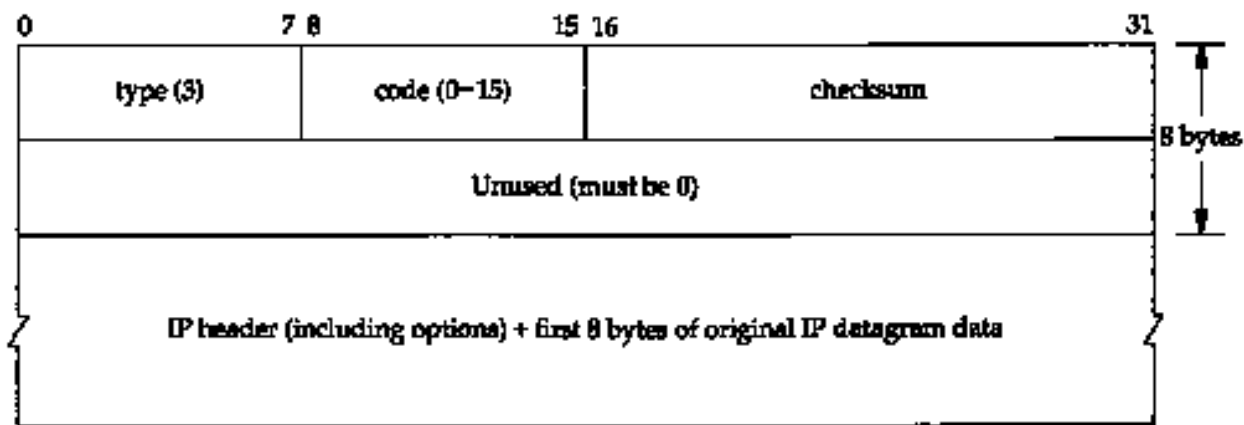 0 7 8 15 16 31
type (3) code (0-15) checksum
8 bytes
Unused (must be 0)
IP header (including options) + first 8 bytes of original IP datagram data